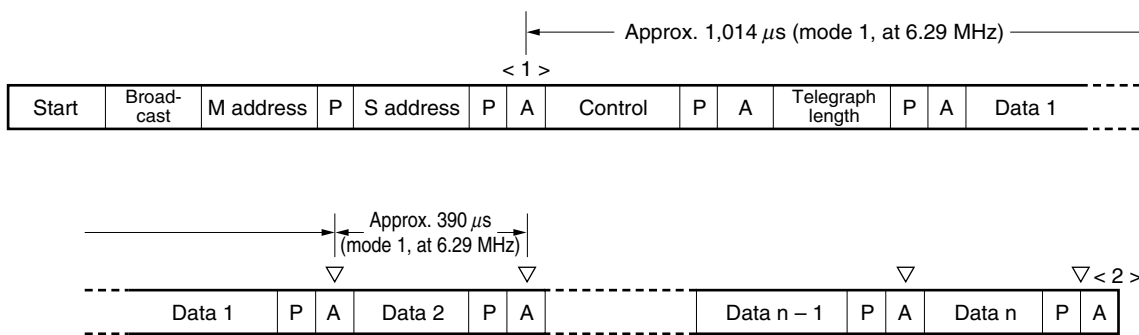 Approx. 1,014 μs (mode 1, at 6.29 MHz)
< 1 >
Start Broad-cast M address P S address P A Control P A Telegraph length P A Data 1
Approx. 390 μs
(mode 1, at 6.29 MHz)
< 2 >
Data 1 P A Data 2 P A Data n – 1 P A Data n P A